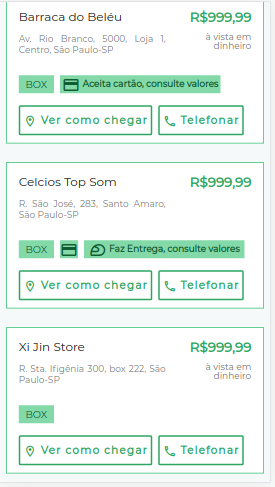 Barraca do Beléu
R$999,99
Av. Rio Branco, 5000, Loja 1,
Centro, São Paulo-SP
à vista em
dinheiro
BOX
Aceita cartão, consulte valores
Ver como chegar
Telefonar
Celcios Top Som
R$999,99
R. São José, 283, Santo Amaro,
São Paulo-SP
BOX
Faz Entrega, consulte valores
Ver como chegar
Telefonar
Xi Jin Store
R$999,99
R. Sta. Ifigênia 300, box 222, São
Paulo-SP
à vista em
dinheiro
BOX
Ver como chegar
Telefonar